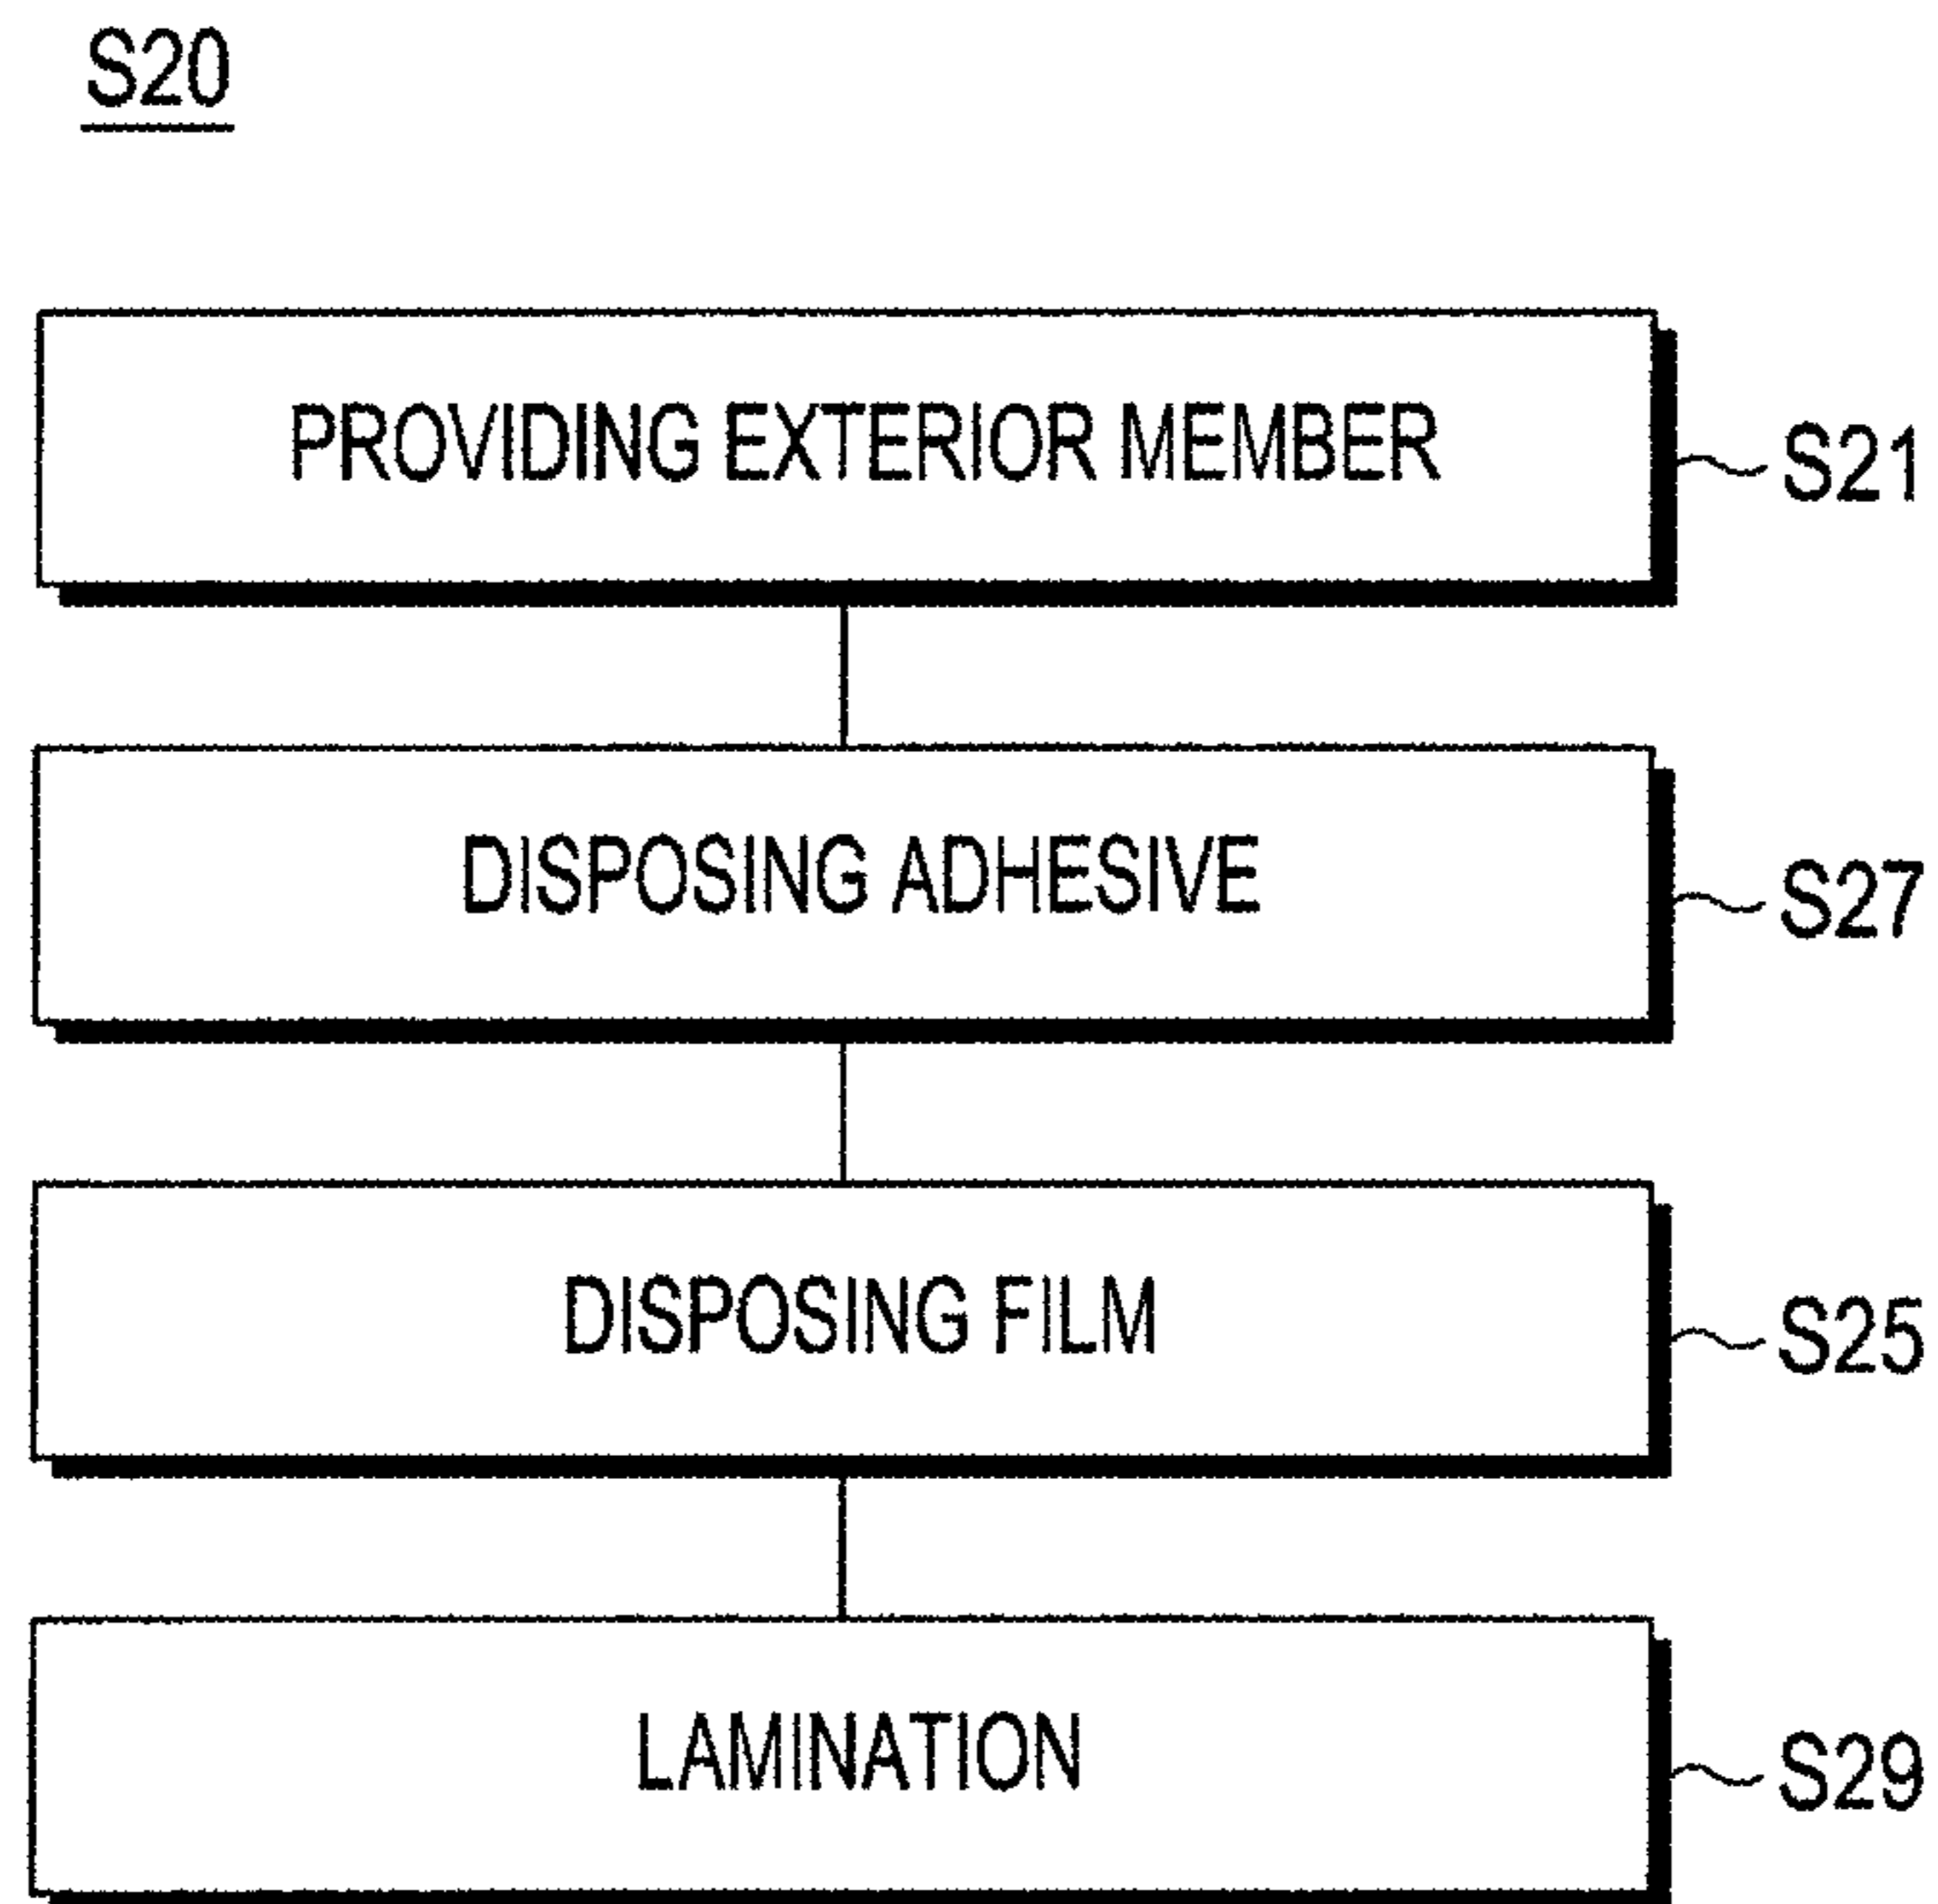 S20
PROVIDING EXTERIOR MEMBER
S21
DISPOSING ADHESIVE
S27
DISPOSING FILM
S25
LAMINATION
S29